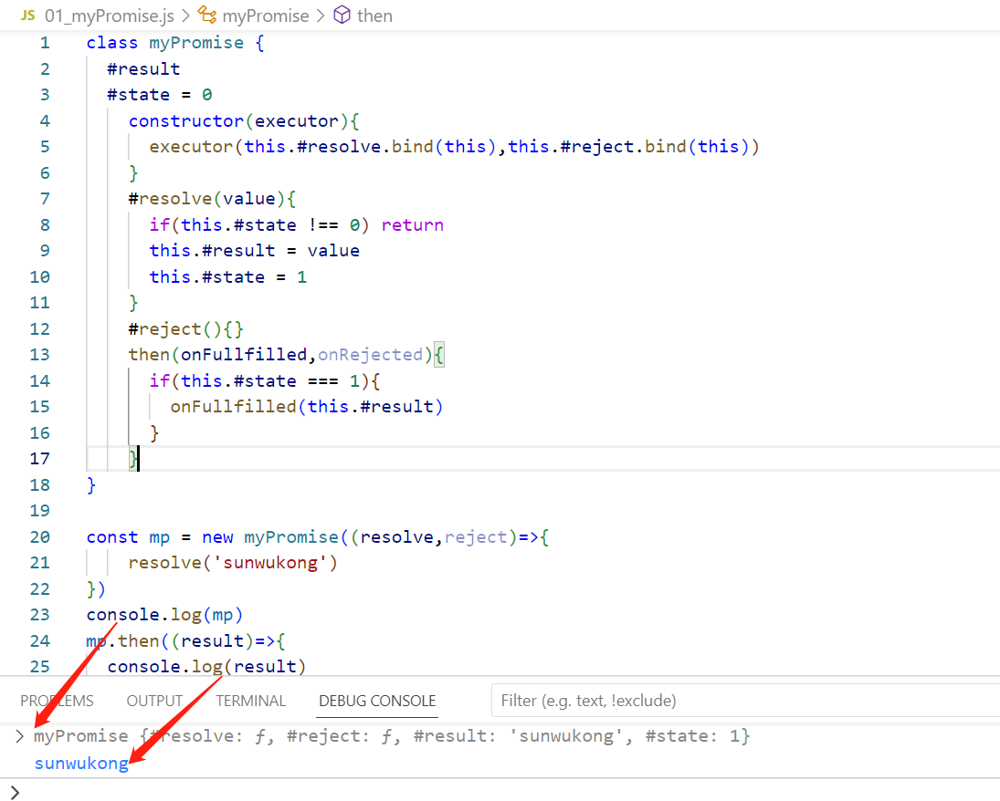 JS 01_myPromise.js > myPromise > then
1 class myPromise {
2 #result
3 #state = 0
4 constructor(executor){
5 executor(this.#resolve.bind(this),this.#reject.bind(this))
6 }
7 #resolve(value){
8 if(this.#state !== 0) return
9 this.#result = value
10 this.#state = 1
11 }
12 #reject(){}
13 then(onFullfilled,onRejected){
14 if(this.#state === 1){
15 onFullfilled(this.#result)
16 }
17 }
18 }
19
20 const mp = new myPromise((resolve,reject)=>{
21 resolve('sunwukong')
22 })
23 console.log(mp)
24 mp.then((result)=>{
25 console.log(result)
PROBLEMS OUTPUT TERMINAL DEBUG CONSOLE Filter (e.g. text, !exclude)
> myPromise {#resolve: ƒ, #reject: ƒ, #result: 'sunwukong', #state: 1}
sunwukong
>